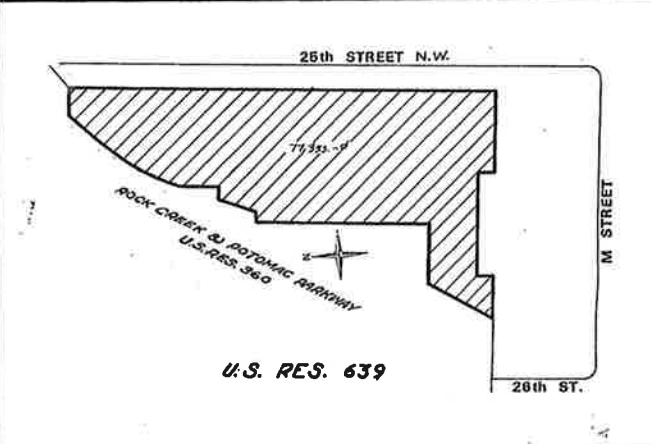 25th STREET N.W.
M STREET
ROCK CREEK & POTOMAC PARKWAY
U.S. RES. 360
N
U.S. RES. 639
26th ST.